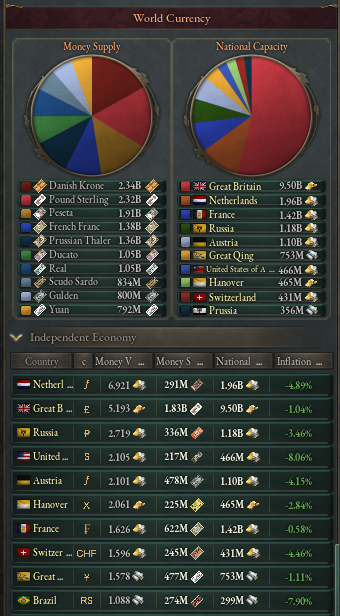 World Currency
Money Supply
National Capacity
Danish Krone 2.34B
Pound Sterling 2.32B
Peseta 1.91B
French Franc 1.38B
Prussian Thaler 1.36B
Ducato 1.05B
Real 1.05B
Scudo Sardo 834M
Gulden 800M
Yuan 792M
Great Britain 9.50B
Netherlands 1.96B
France 1.42B
Russia 1.18B
Austria 1.10B
Great Qing 753M
United States of A ... 466M
Hanover 465M
Switzerland 431M
Prussia 356M
Independent Economy
Country c Money V ... Money S ... National ... Inflation ...
Netherl ... ƒ 6.921 291M 1.96B -4.89%
Great B ... £ 5.193 1.83B 9.50B -1.04%
Russia ₽ 2.719 336M 1.18B -3.46%
United ... $ 2.105 217M 466M -8.06%
Austria ƒ 2.101 478M 1.10B -4.15%
Hanover X 2.061 225M 465M -2.84%
France ₣ 1.626 622M 1.42B -0.58%
Switzer ... CHF 1.596 245M 431M -4.46%
Great ... ¥ 1.578 477M 753M -1.11%
Brazil R$ 1.088 274M 299M -7.90%